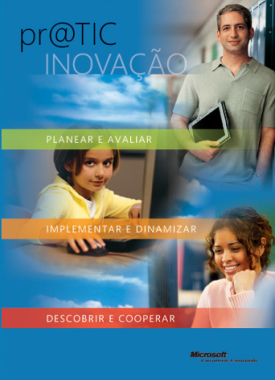 pr@TIC
INOVAÇÃO
PLANEAR E AVALIAR
IMPLEMENTAR E DINAMIZAR
DESCOBRIR E COOPERAR
Microsoft